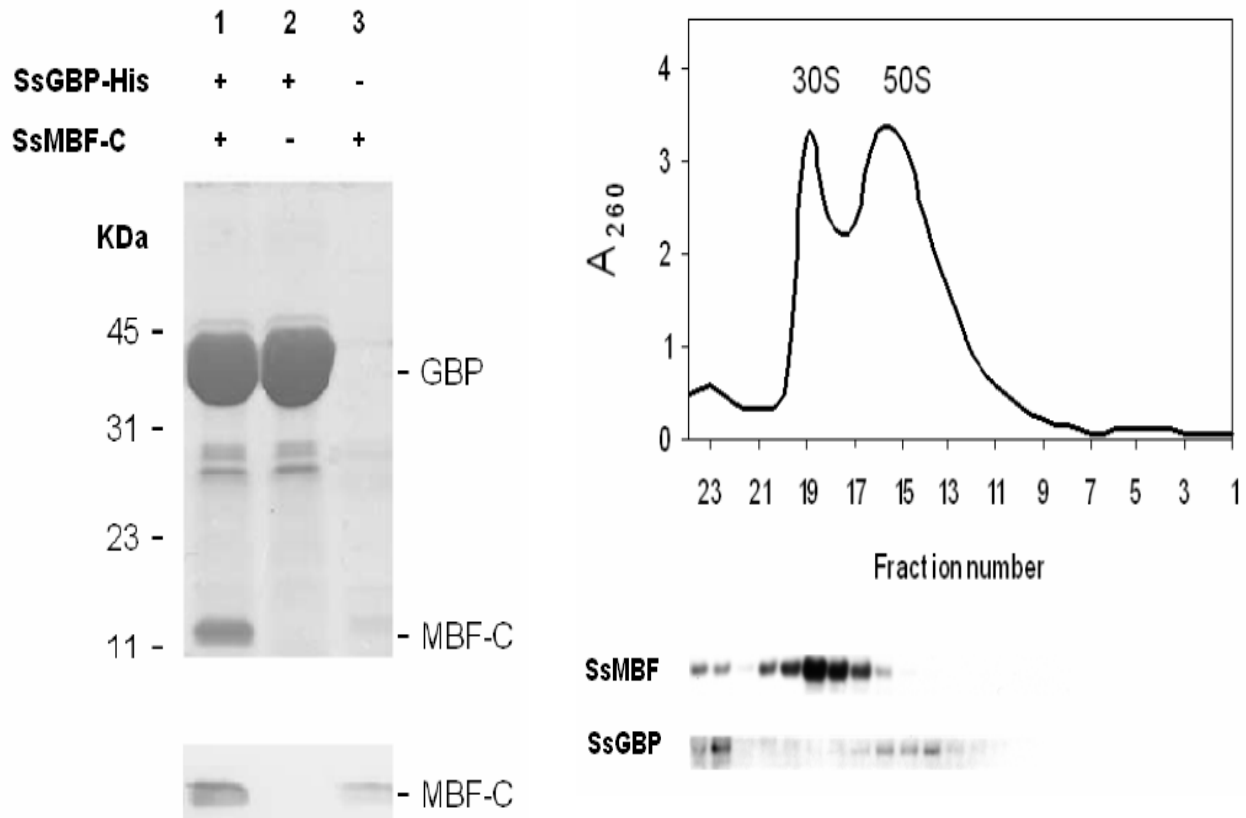 1 2 3
SsGBP-His + + -
SsMBF-C + - +
KDa
45 -
- GBP
31 -
23 -
- MBF-C
11 -
- MBF-C
30S 50S
4
3
2
1
0
A260
23 21 19 17 15 13 11 9 7 5 3 1
Fraction number
SsMBF
SsGBP